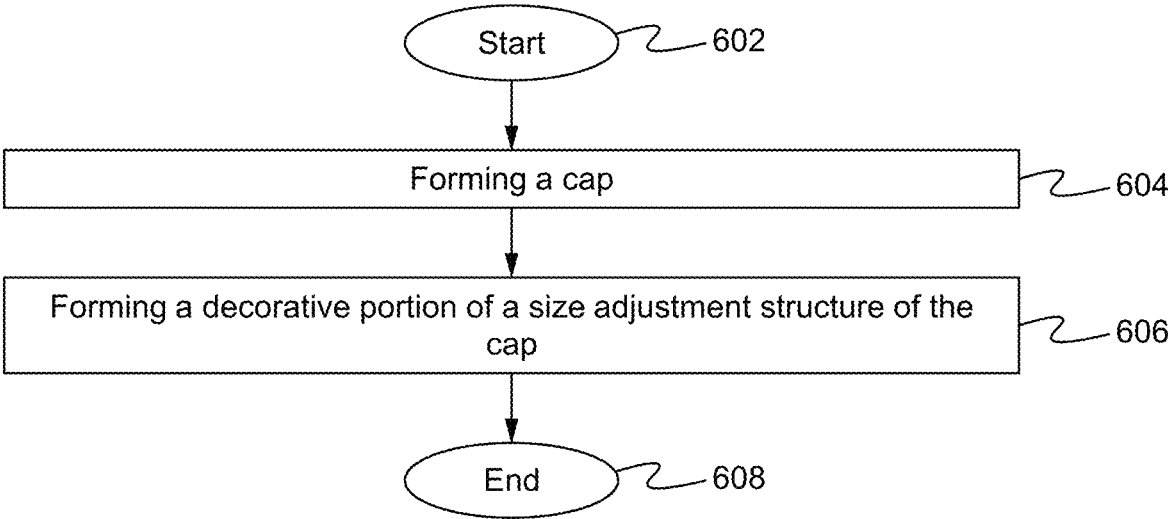 Start
602
Forming a cap
604
Forming a decorative portion of a size adjustment structure of the
cap
606
End
608